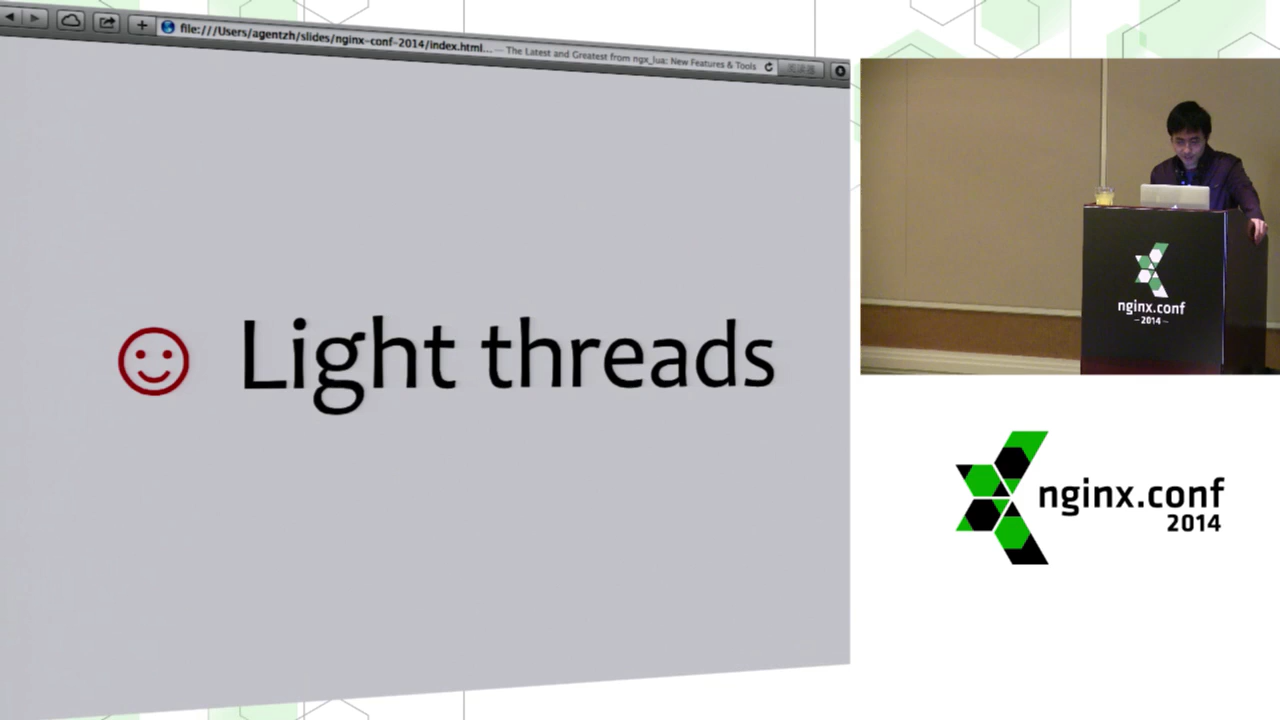 file:///Users/agentzh/slides/nginx-conf-2014/index.html... — The Latest and Greatest from ngx_lua: New Features & Tools
☺ Light threads
nginx.conf
—2014—
nginx.conf
2014